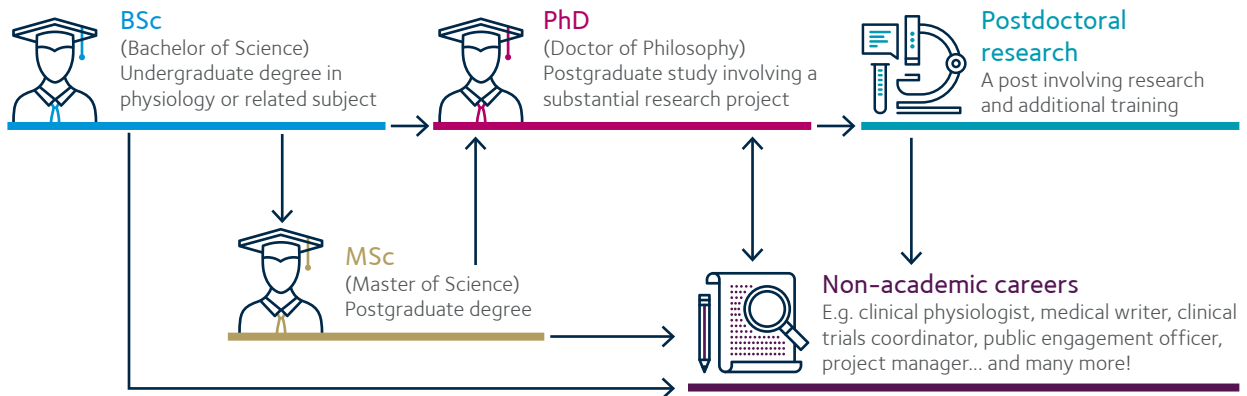 BSc
(Bachelor of Science)
Undergraduate degree in
physiology or related subject
PhD
(Doctor of Philosophy)
Postgraduate study involving a
substantial research project
Postdoctoral
research
A post involving research
and additional training
MSc
(Master of Science)
Postgraduate degree
Non-academic careers
E.g. clinical physiologist, medical writer, clinical
trials coordinator, public engagement officer,
project manager... and many more!